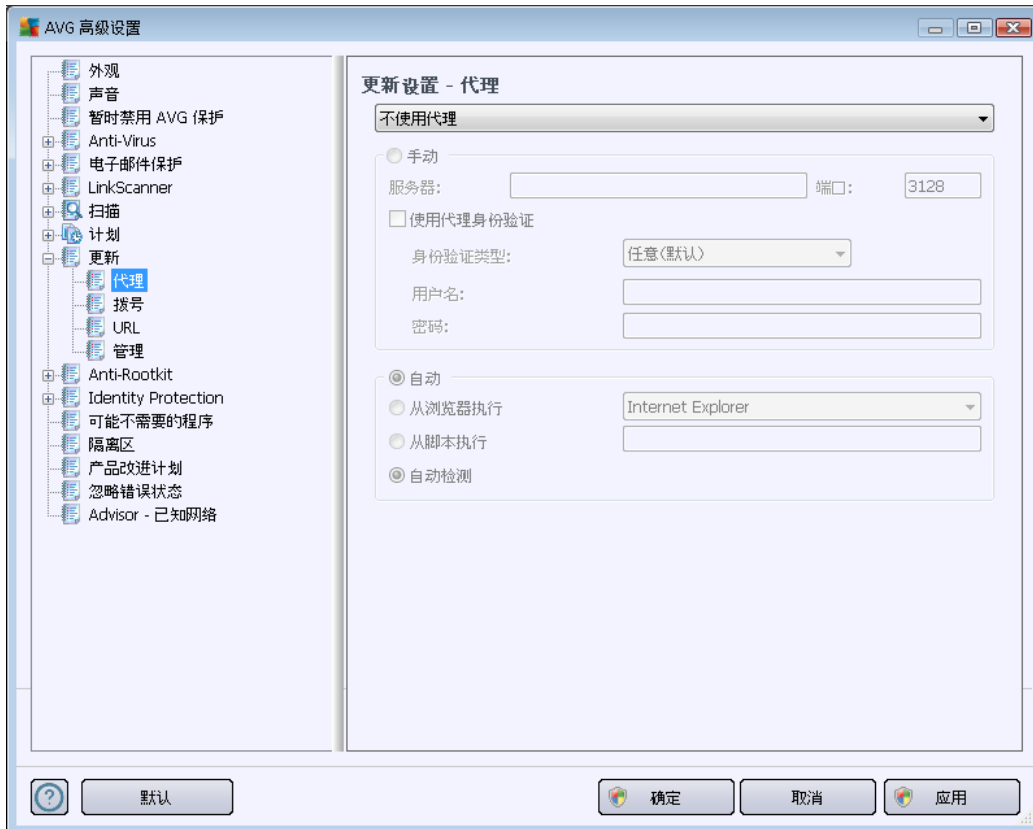 AVG 高级设置
外观
声音
暂时禁用 AVG 保护
Anti-Virus
电子邮件保护
LinkScanner
扫描
计划
更新
代理
拨号
URL
管理
Anti-Rootkit
Identity Protection
可能不需要的程序
隔离区
产品改进计划
忽略错误状态
Advisor - 已知网络
更新设置 - 代理
不使用代理
手动
服务器: 端口: 3128
使用代理身份验证
身份验证类型: 任意(默认)
用户名:
密码:
自动
从浏览器执行 Internet Explorer
从脚本执行
自动检测
默认 确定 取消 应用